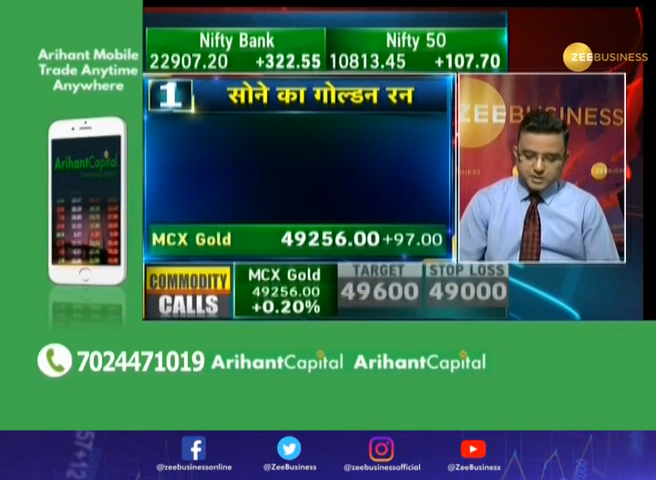 Arihant Mobile
Trade Anytime
Anywhere
ArihantCapital
Nifty Bank
22907.20 +322.55
Nifty 50
10813.45 +107.70
ZEEBUSINESS
1 सोने का गोल्डन रन
ZEEBUSINESS
MCX Gold 49256.00 +97.00
COMMODITY
CALLS
MCX Gold
49256.00
+0.20%
TARGET
49600
STOP LOSS
49000
7024471019 ArihantCapital ArihantCapital
@zeebusinessonline
@ZeeBusiness
@zeebusinessofficial
@ZeeBusiness